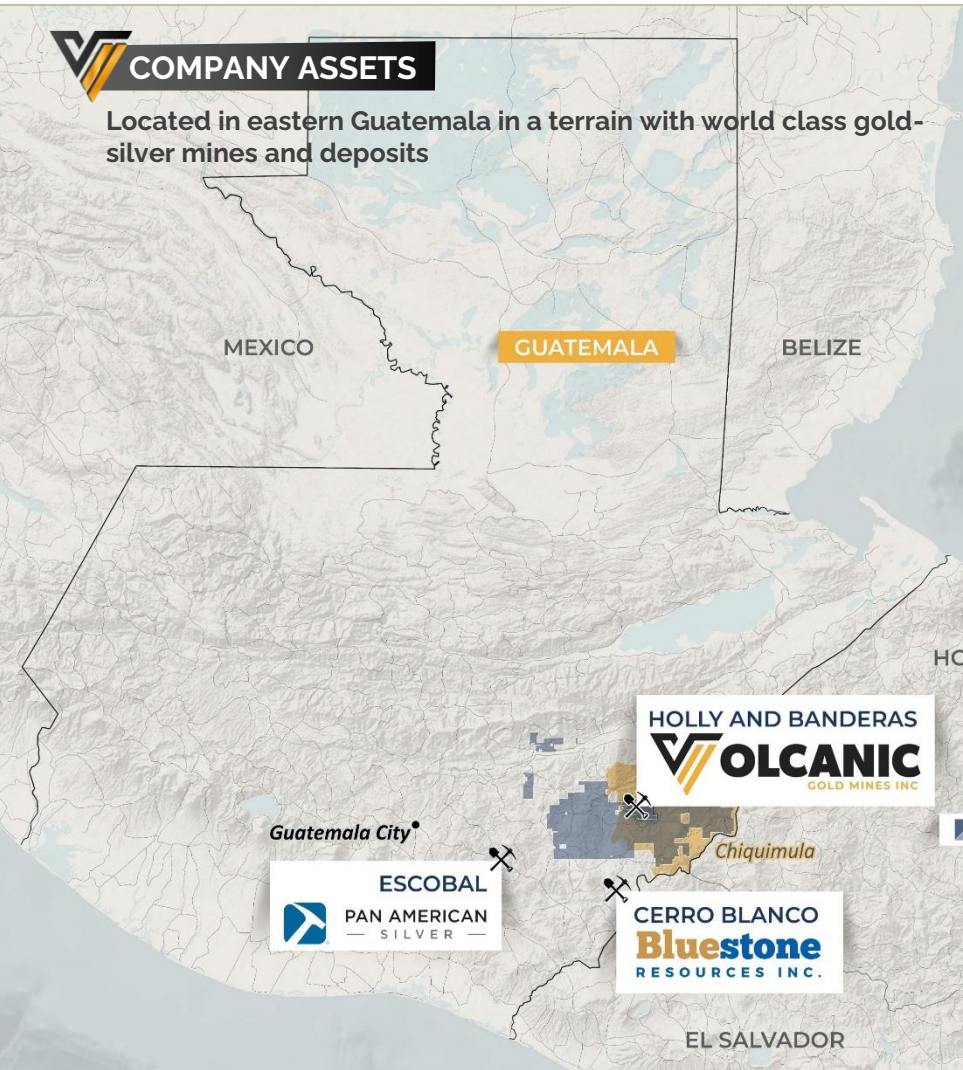 COMPANY ASSETS
Located in eastern Guatemala in a terrain with world class gold-
silver mines and deposits
MEXICO
GUATEMALA
BELIZE
HO
HOLLY AND BANDERAS
VOLCANIC
GOLD MINES INC
Guatemala City
Chiquimula
ESCOBAL
PAN AMERICAN
SILVER
CERRO BLANCO
Bluestone
RESOURCES INC.
EL SALVADOR